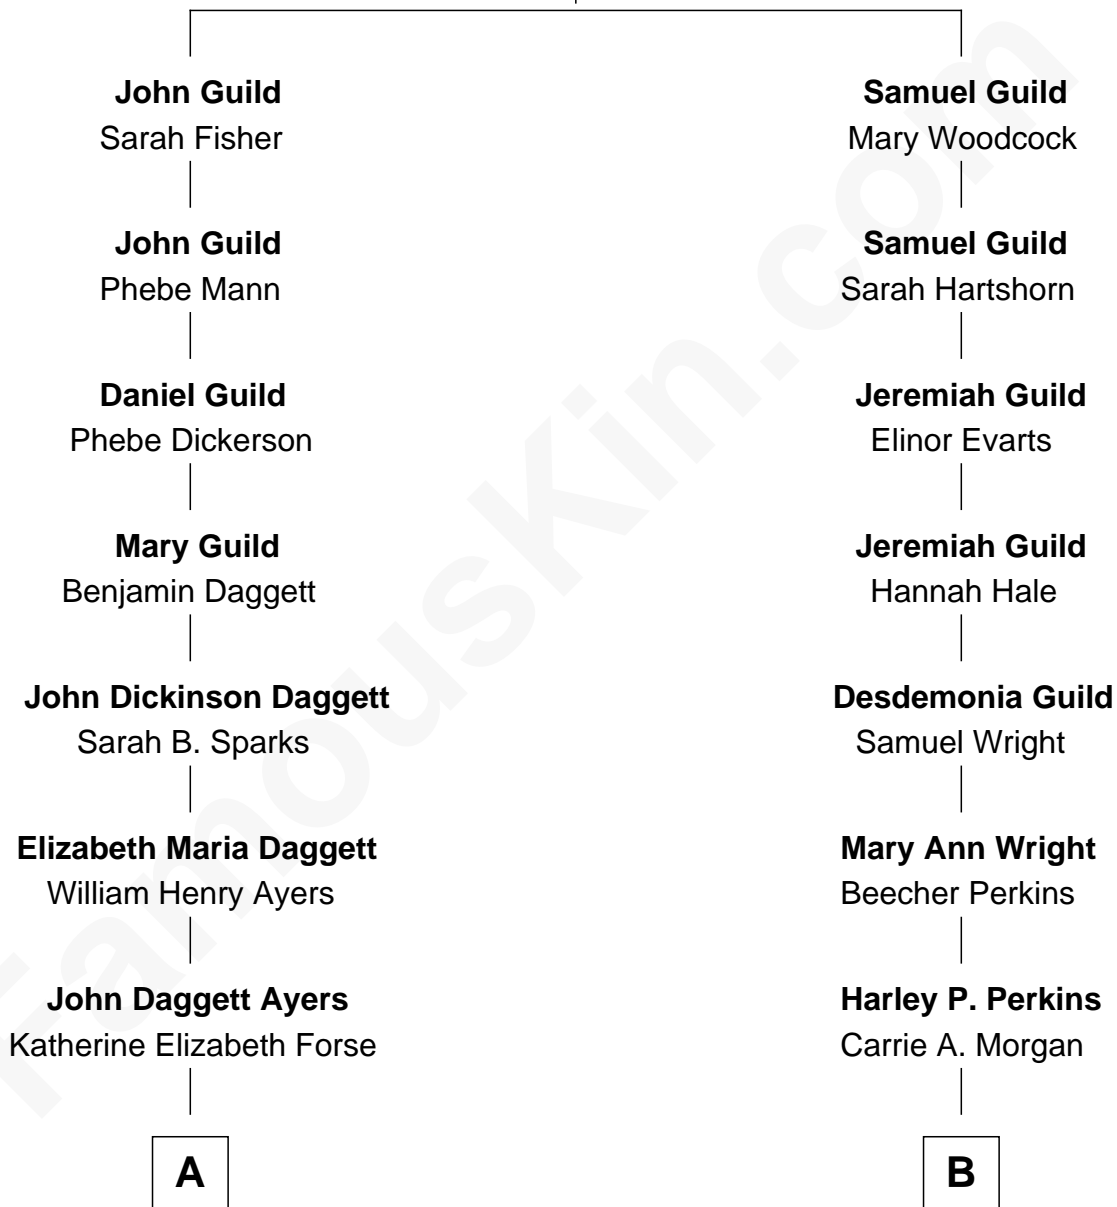 John Guild
Sarah Fisher
John Guild
Phebe Mann
Daniel Guild
Phebe Dickerson
Mary Guild
Benjamin Daggett
John Dickinson Daggett
Sarah B. Sparks
Elizabeth Maria Daggett
William Henry Ayers
John Daggett Ayers
Katherine Elizabeth Forse
A
Samuel Guild
Mary Woodcock
Samuel Guild
Sarah Hartshorn
Jeremiah Guild
Elinor Evarts
Jeremiah Guild
Hannah Hale
Desdemonia Guild
Samuel Wright
Mary Ann Wright
Beecher Perkins
Harley P. Perkins
Carrie A. Morgan
B
FamousKin.com